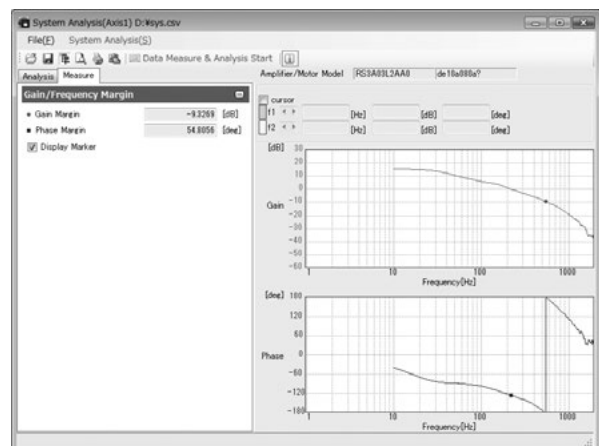 System Analysis(Axis1) D:¥sys.csv
File(F) System Analysis(S)
Data Measure & Analysis Start
Analysis Measure
Amplifier/Motor Model RS3A03L2AA0 de10a080a?
Gain/Frequency Margin
Gain Margin -9.3269 [dB]
Phase Margin 54.8056 [deg]
Display Marker
cursor
f1 < > [Hz] [dB] [deg]
f2 < > [Hz] [dB] [deg]
[dB] 30
20
10
0
Gain -10
-20
-30
-40
-50
-60
1 10 100 1000
Frequency[Hz]
[deg] 180
120
60
Phase 0
-60
-120
-180
1 10 100 1000
Frequency[Hz]